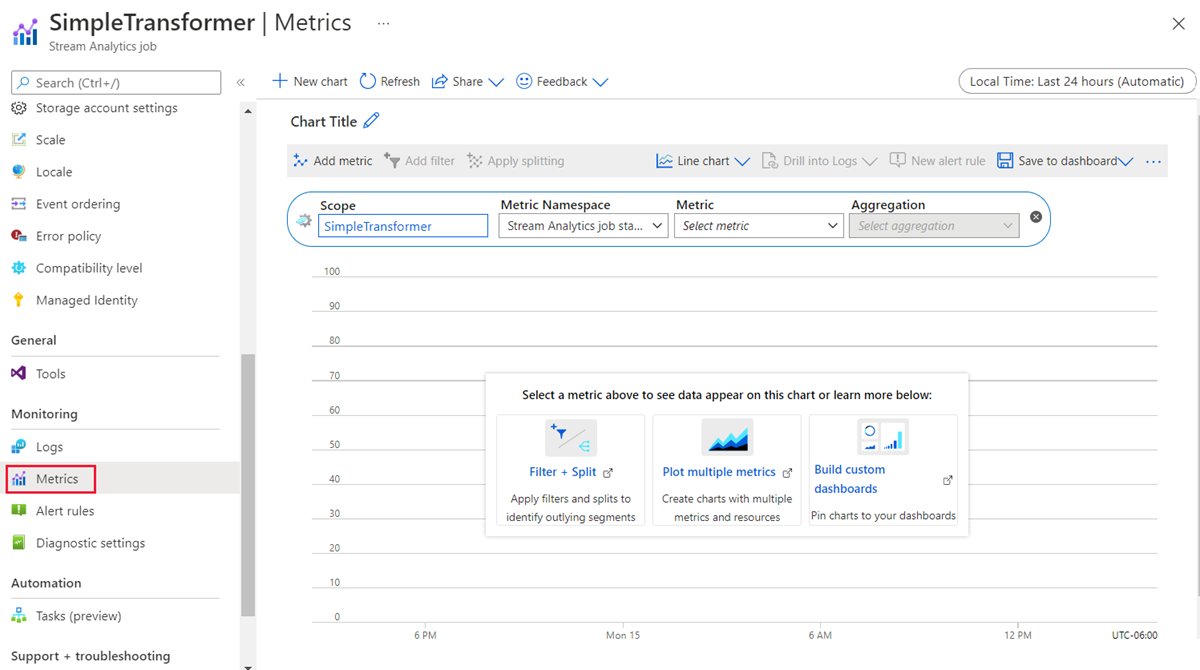 SimpleTransformer | Metrics ...
Stream Analytics job
Search (Ctrl+/)
«
New chart Refresh Share Feedback
Local Time: Last 24 hours (Automatic)
Storage account settings
Scale
Locale
Event ordering
Error policy
Compatibility level
Managed Identity
General
Tools
Monitoring
Logs
Metrics
Alert rules
Diagnostic settings
Automation
Tasks (preview)
Support + troubleshooting
Chart Title
Add metric Add filter Apply splitting Line chart Drill into Logs New alert rule Save to dashboard ...
Scope Metric Namespace Metric Aggregation
SimpleTransformer Stream Analytics job sta... Select metric Select aggregation
100
90
80
70
60
50
40
30
20
10
0
Select a metric above to see data appear on this chart or learn more below:
Filter + Split
Apply filters and splits to
identify outlying segments
Plot multiple metrics
Create charts with multiple
metrics and resources
Build custom
dashboards
Pin charts to your dashboards
6 PM Mon 15 6 AM 12 PM UTC-06:00